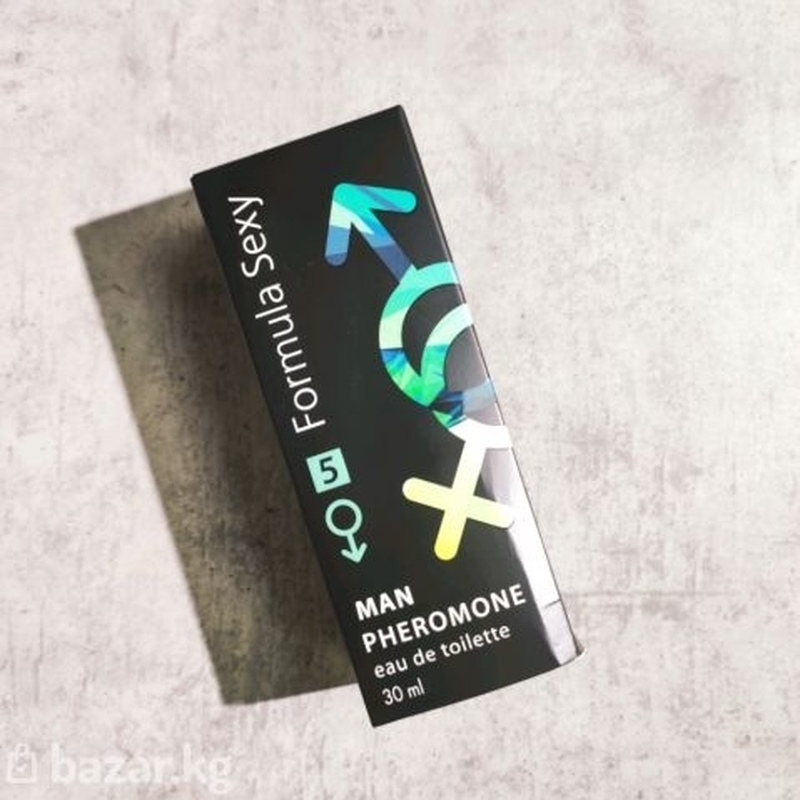 Formula Sexy
5
MAN
PHEROMONE
eau de toilette
30 ml
bazar.kg